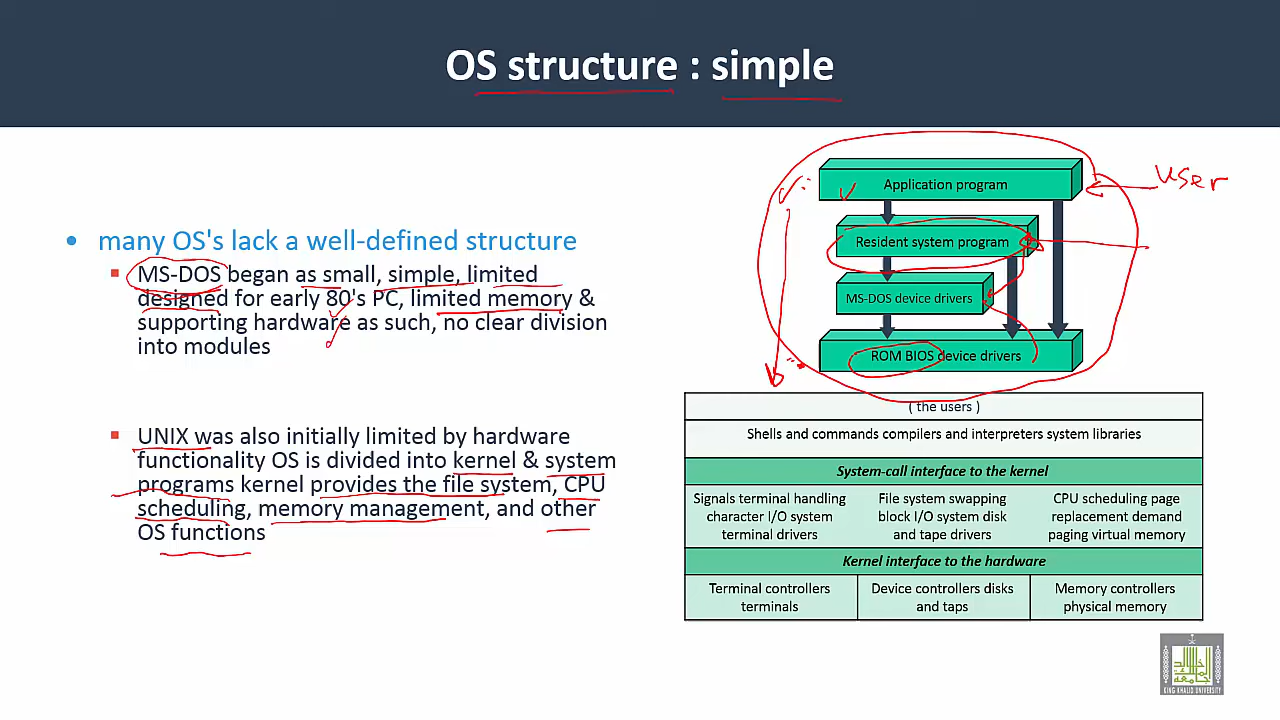 OS structure : simple
• many OS's lack a well-defined structure
MS-DOS began as small, simple, limited
designed for early 80's PC, limited memory &
supporting hardware as such, no clear division
into modules
UNIX was also initially limited by hardware
functionality OS is divided into kernel & system
programs kernel provides the file system, CPU
scheduling, memory management, and other
OS functions
Application program
User
Resident system program
MS-DOS device drivers
ROM BIOS device drivers
( the users )
Shells and commands compilers and interpreters system libraries
System-call interface to the kernel
Signals terminal handling
character I/O system
terminal drivers
File system swapping
block I/O system disk
and tape drivers
CPU scheduling page
replacement demand
paging virtual memory
Kernel interface to the hardware
Terminal controllers
terminals
Device controllers disks
and taps
Memory controllers
physical memory
KING KHALID UNIVERSITY